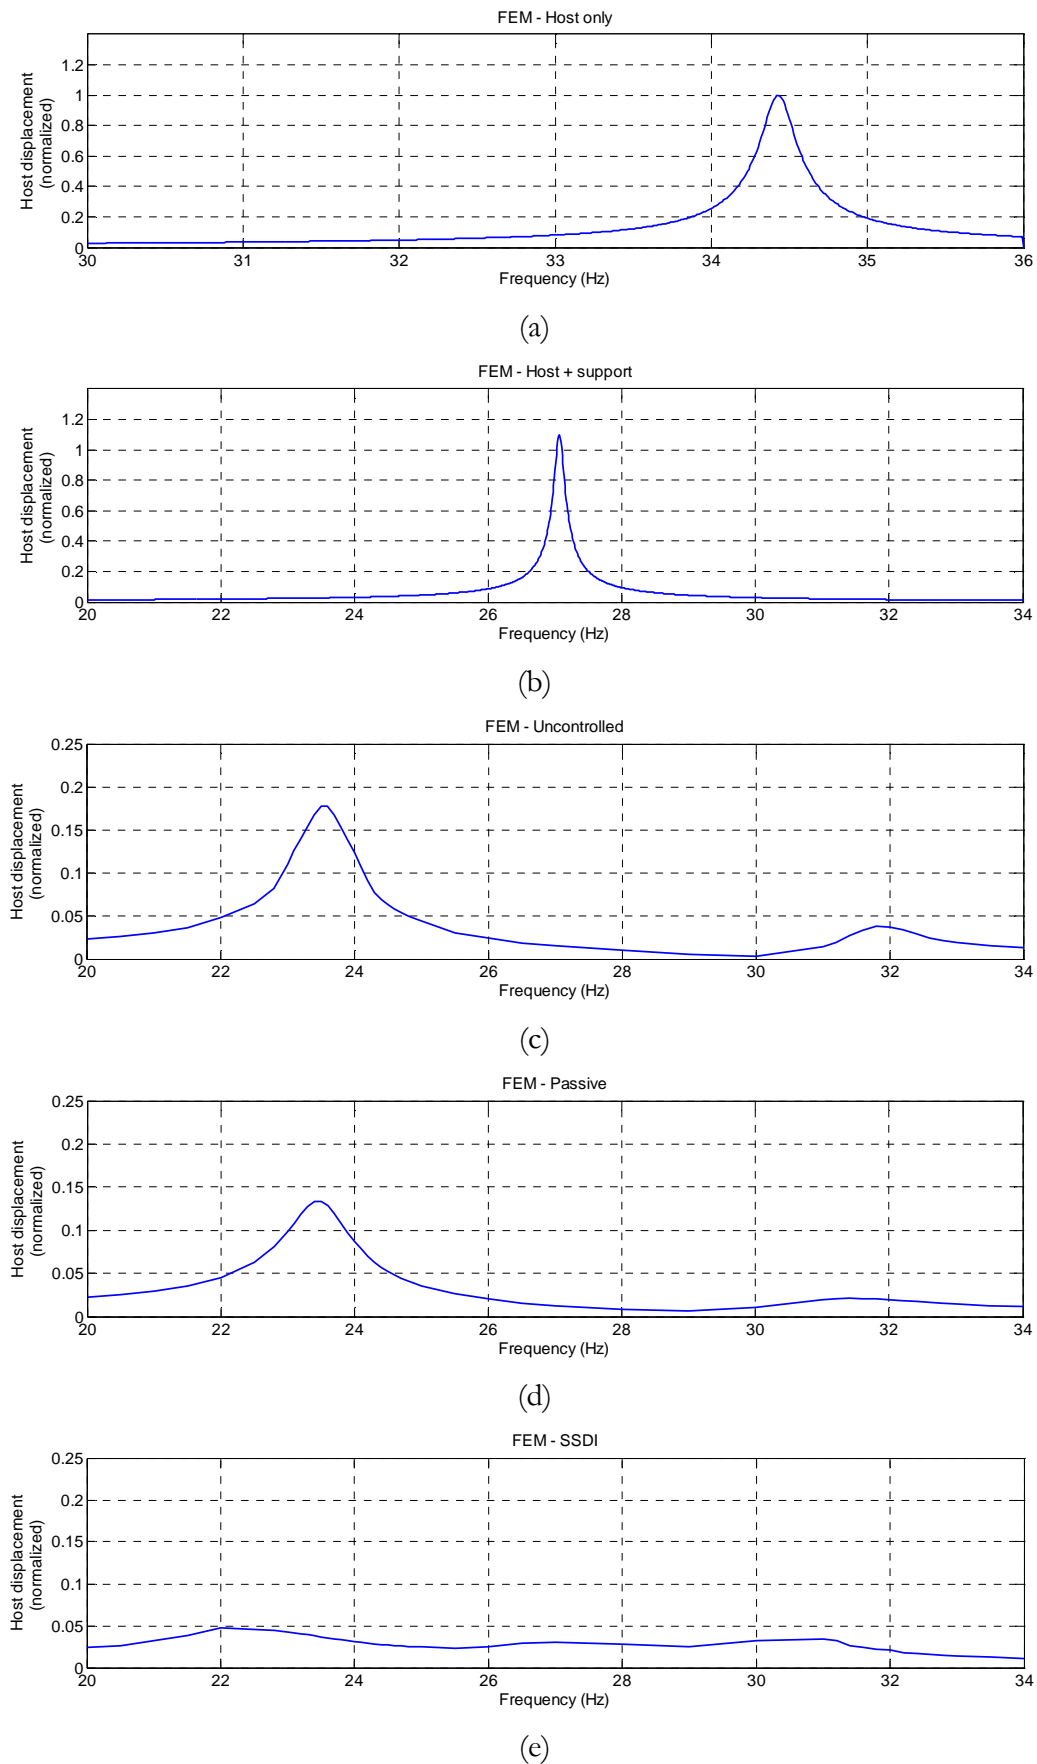 FEM - Host only
Host displacement
(normalized)
1.2
1
0.8
0.6
0.4
0.2
0
30 31 32 33 34 35 36
Frequency (Hz)
(a)
FEM - Host + support
Host displacement
(normalized)
1.2
1
0.8
0.6
0.4
0.2
0
20 22 24 26 28 30 32 34
Frequency (Hz)
(b)
FEM - Uncontrolled
Host displacement
(normalized)
0.25
0.2
0.15
0.1
0.05
0
20 22 24 26 28 30 32 34
Frequency (Hz)
(c)
FEM - Passive
Host displacement
(normalized)
0.25
0.2
0.15
0.1
0.05
0
20 22 24 26 28 30 32 34
Frequency (Hz)
(d)
FEM - SSDI
Host displacement
(normalized)
0.25
0.2
0.15
0.1
0.05
0
20 22 24 26 28 30 32 34
Frequency (Hz)
(e)